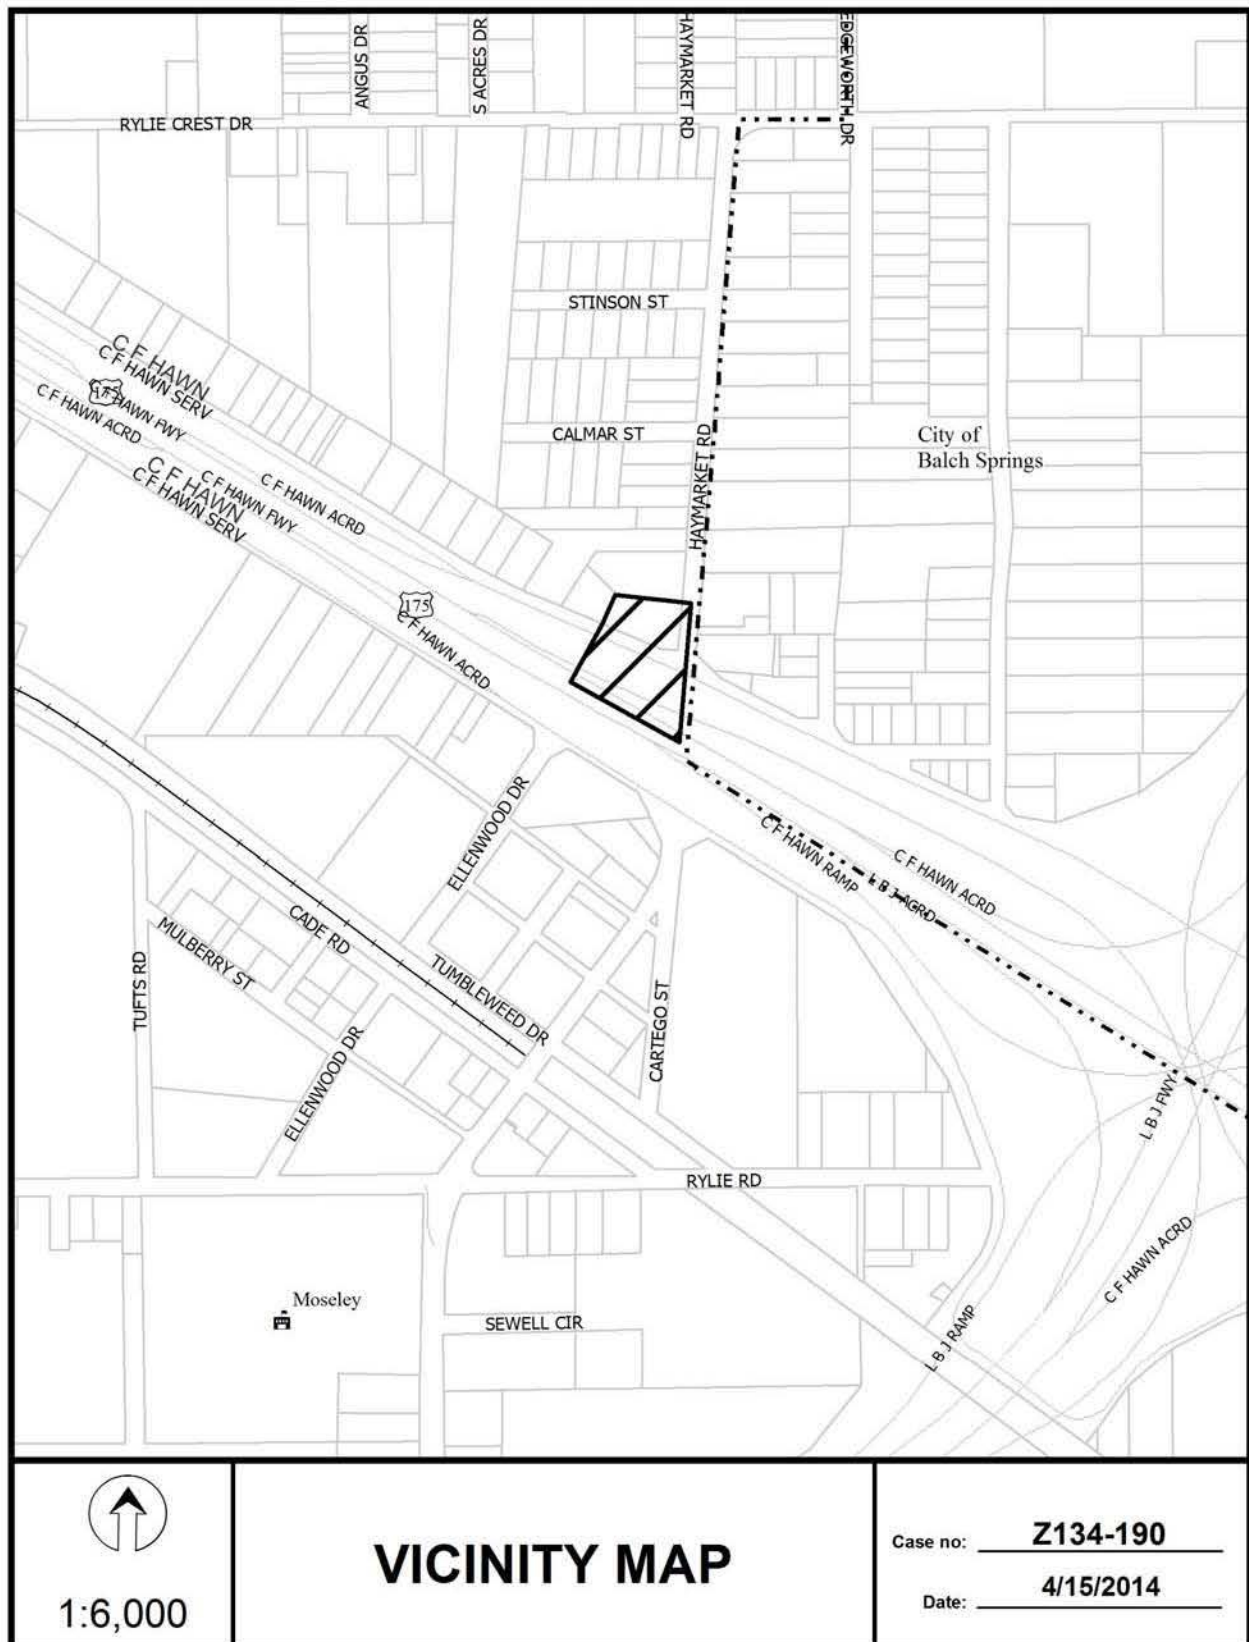 ANGUS DR
S ACRES DR
HAYMARKET RD
EDGEWORTH DR
RYLIE CREST DR
STINSON ST
C F HAWN
C F HAWN SERV
175
C F HAWN FWY
C F HAWN ACRD
CALMAR ST
HAYMARKET RD
City of
Balch Springs
C F HAWN
C F HAWN SERV
C F HAWN FWY
C F HAWN ACRD
175
C F HAWN ACRD
ELLENWOOD DR
C F HAWN RAMP
L B J ACRD
C F HAWN ACRD
CADE RD
MULBERRY ST
TUFTS RD
TUMBLEWEED DR
CARTEGO ST
ELLENWOOD DR
L B J FWY
RYLIE RD
C F HAWN ACRD
Moseley
SEWELL CIR
L B J RAMP
1:6,000
VICINITY MAP
Case no: Z134-190
Date: 4/15/2014